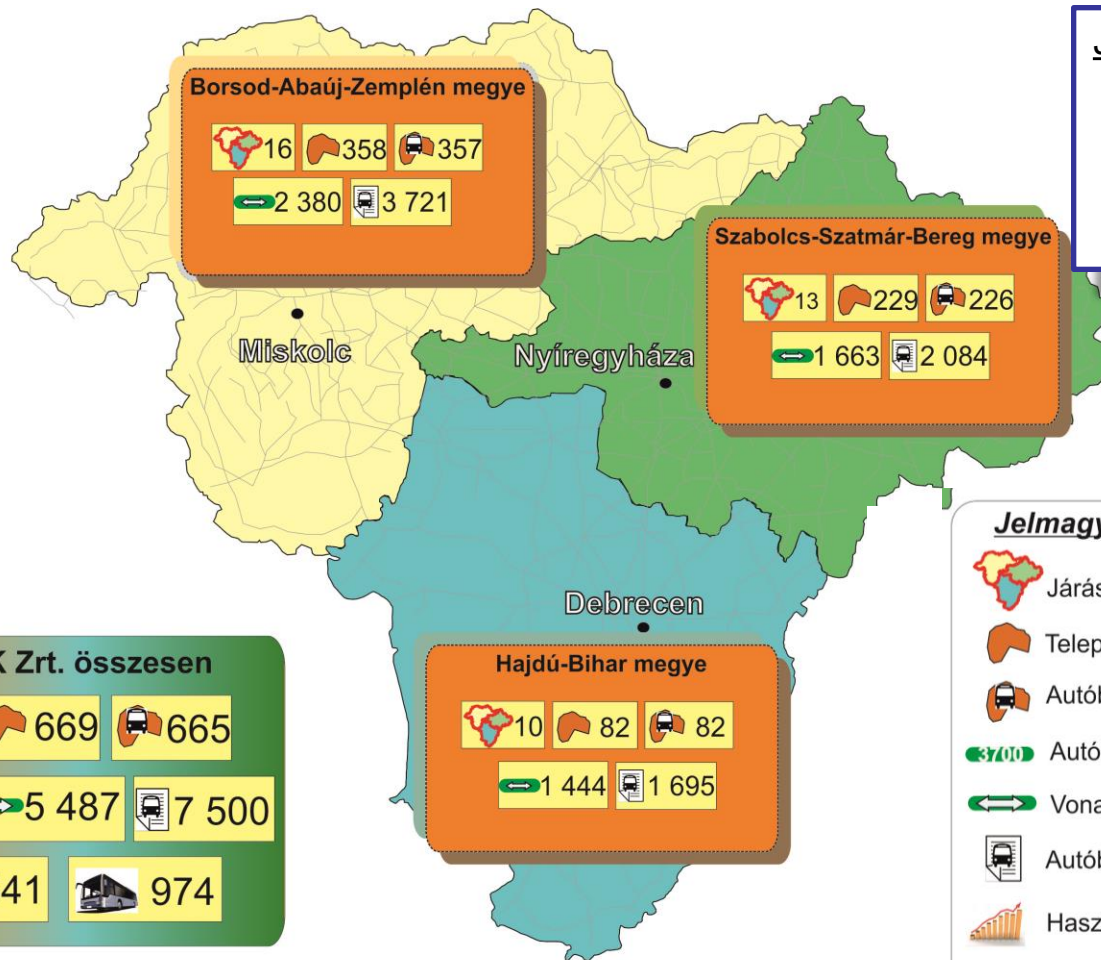 Borsod-Abaúj-Zemplén megye
16 358 357
2 380 3 721
Szabolcs-Szatmár-Bereg megye
13 229 226
1 663 2 084
Miskolc
Nyíregyháza
Debrecen
Hajdú-Bihar megye
10 82 82
1 444 1 695
K Zrt. összesen
669 665
5 487 7 500
41 974
Jelmagy
Járás
Telep
Autób
3700 Autó
Vona
Autób
Hasz